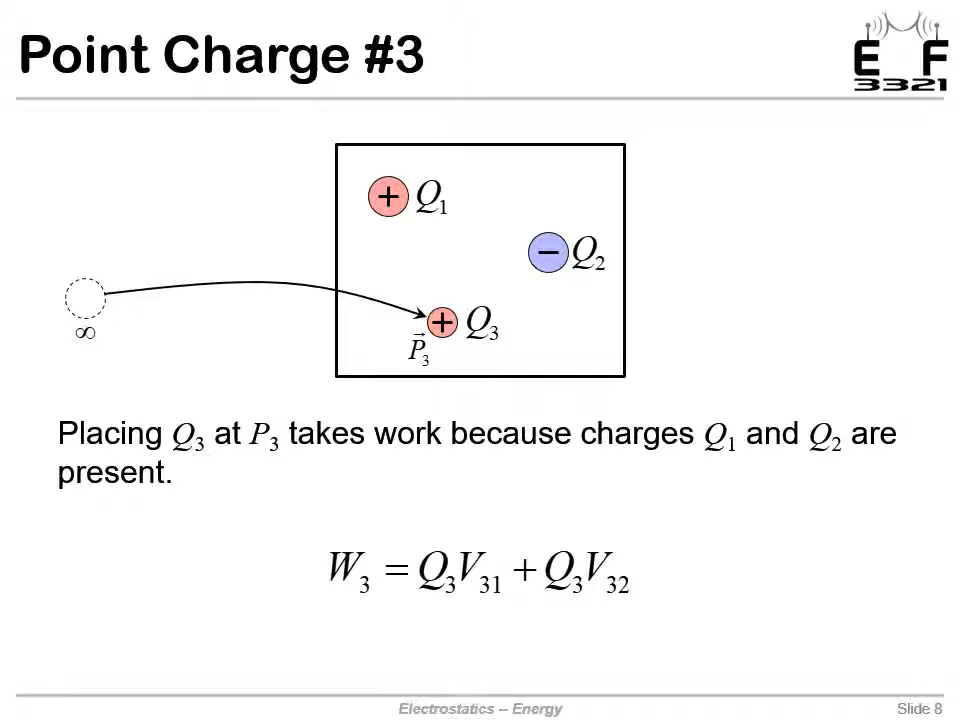 Point Charge #3
E F
3321
+ Q₁
− Q₂
∞
+ Q₃
P⃗₃
Placing Q₃ at P₃ takes work because charges Q₁ and Q₂ are
present.
W₃ = Q₃V₃₁ + Q₃V₃₂
Electrostatics -- Energy
Slide 8